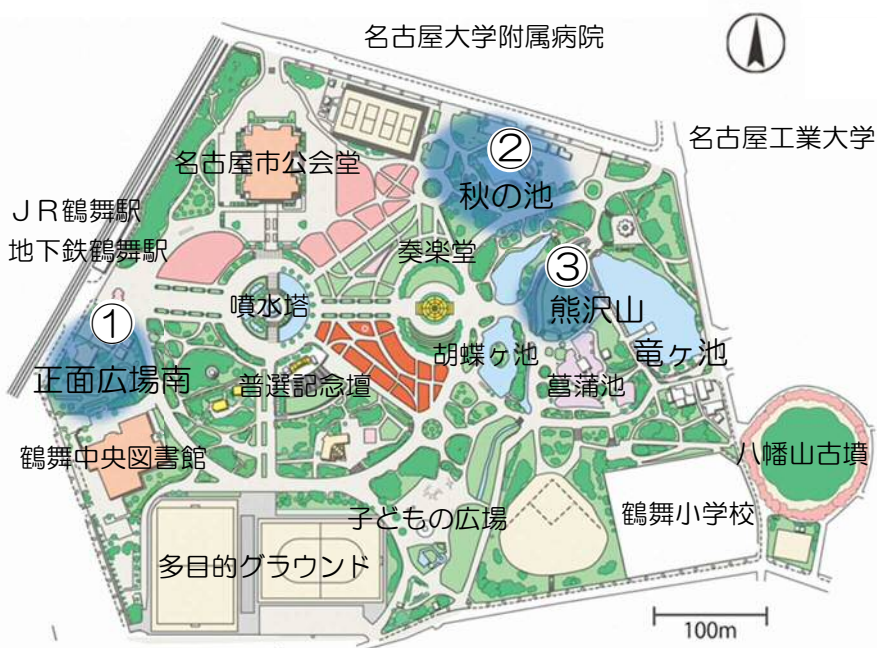 名古屋大学附属病院
名古屋工業大学
名古屋市公会堂
②
秋の池
JR鶴舞駅
地下鉄鶴舞駅
奏楽堂
③
熊沢山
噴水塔
①
正面広場南
胡蝶ヶ池
竜ヶ池
普選記念壇
菖蒲池
鶴舞中央図書館
八幡山古墳
子どもの広場
鶴舞小学校
多目的グラウンド
100m